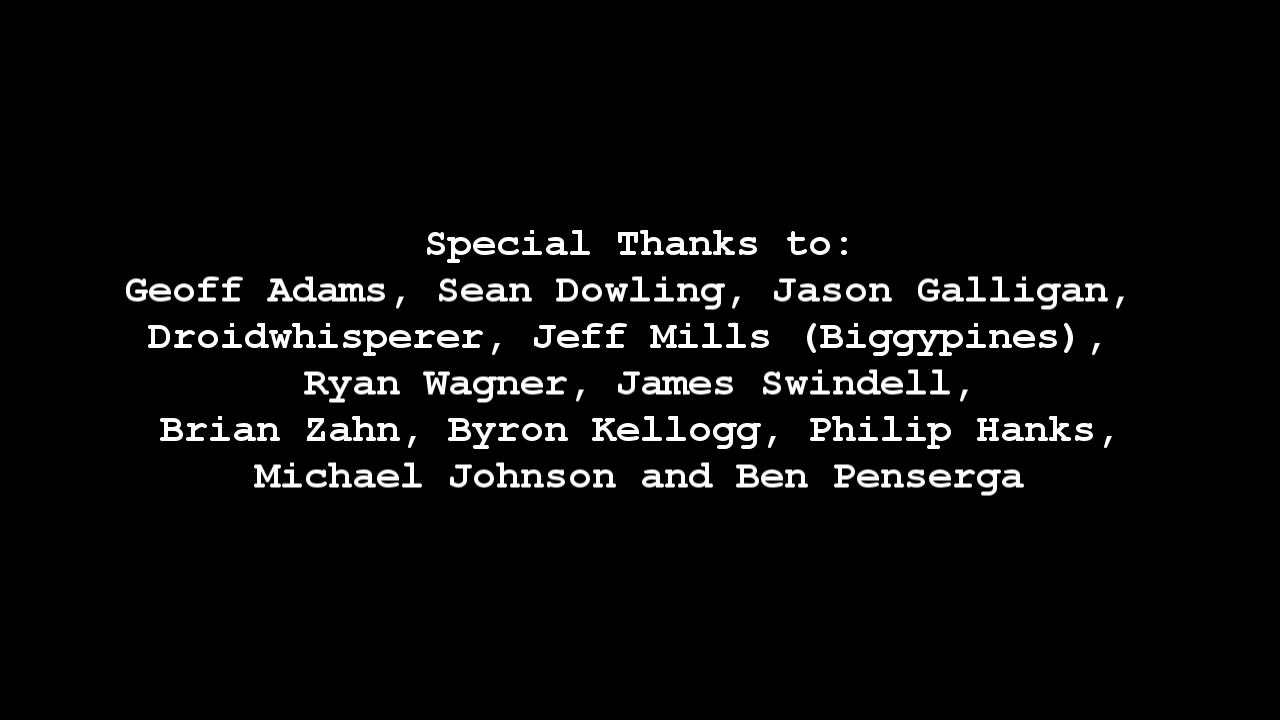 Special Thanks to:
Geoff Adams, Sean Dowling, Jason Galligan,
Droidwhisperer, Jeff Mills (Biggypines),
Ryan Wagner, James Swindell,
Brian Zahn, Byron Kellogg, Philip Hanks,
Michael Johnson and Ben Penserga